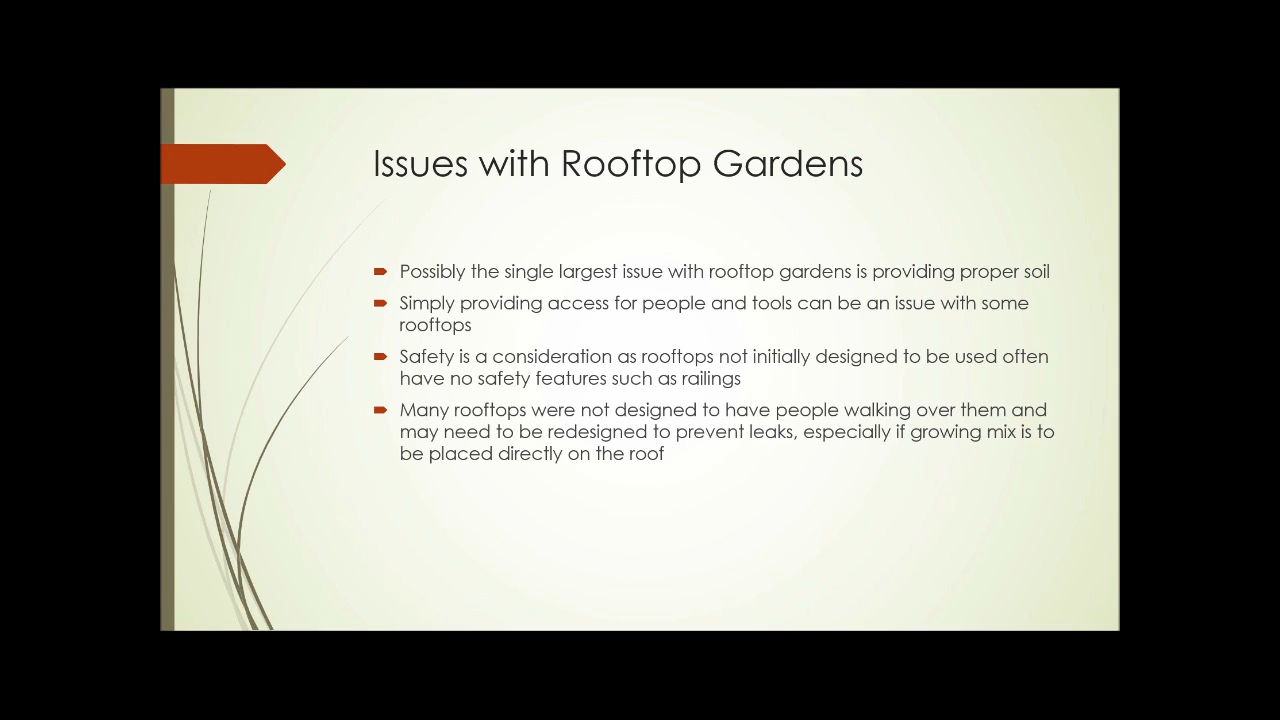 Issues with Rooftop Gardens
Possibly the single largest issue with rooftop gardens is providing proper soil
Simply providing access for people and tools can be an issue with some
rooftops
Safety is a consideration as rooftops not initially designed to be used often
have no safety features such as railings
Many rooftops were not designed to have people walking over them and
may need to be redesigned to prevent leaks, especially if growing mix is to
be placed directly on the roof